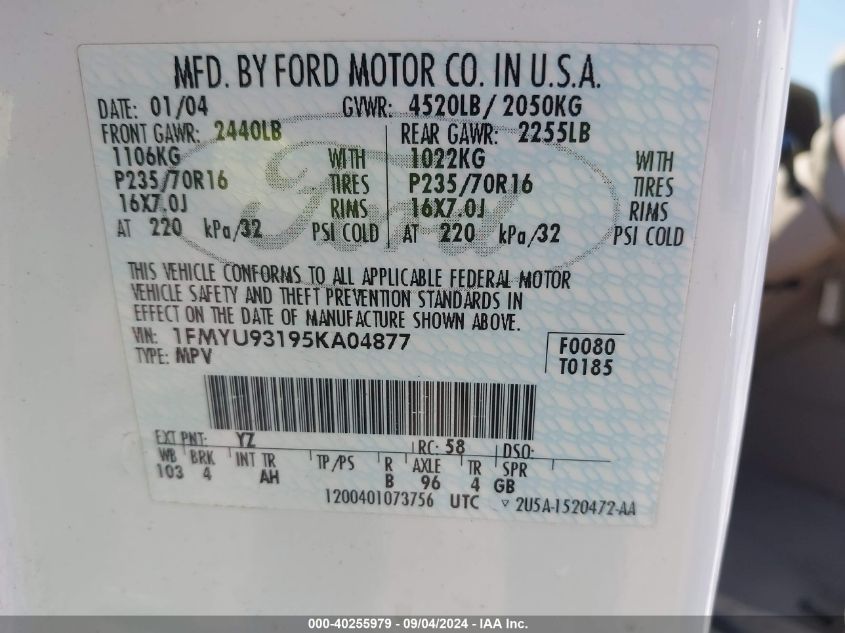 MFD. BY FORD MOTOR CO. IN U.S.A.
DATE: 01/04 GVWR: 4520LB/ 2050KG
FRONT GAWR: 2440LB REAR GAWR: 2255LB
1106KG WITH 1022KG WITH
P235/70R16 TIRES P235/70R16 TIRES
16X7.0J RIMS 16X7.0J RIMS
AT 220 kPa/32 PSI COLD AT 220 kPa/32 PSI COLD
Ford
THIS VEHICLE CONFORMS TO ALL APPLICABLE FEDERAL MOTOR
VEHICLE SAFETY AND THEFT PREVENTION STANDARDS IN
EFFECT ON THE DATE OF MANUFACTURE SHOWN ABOVE.
VIN: 1FMYU93195KA04877 F0080
TYPE: MPV T0185
EXT PNT: YZ RC: 58 DSO:
WB BRK INT TR TP/PS R AXLE TR SPR
103 4 AH B 96 4 GB
1200401073756 UTC ▿ 2U5A-1520472-AA
000-40255979 - 09/04/2024 - IAA Inc.